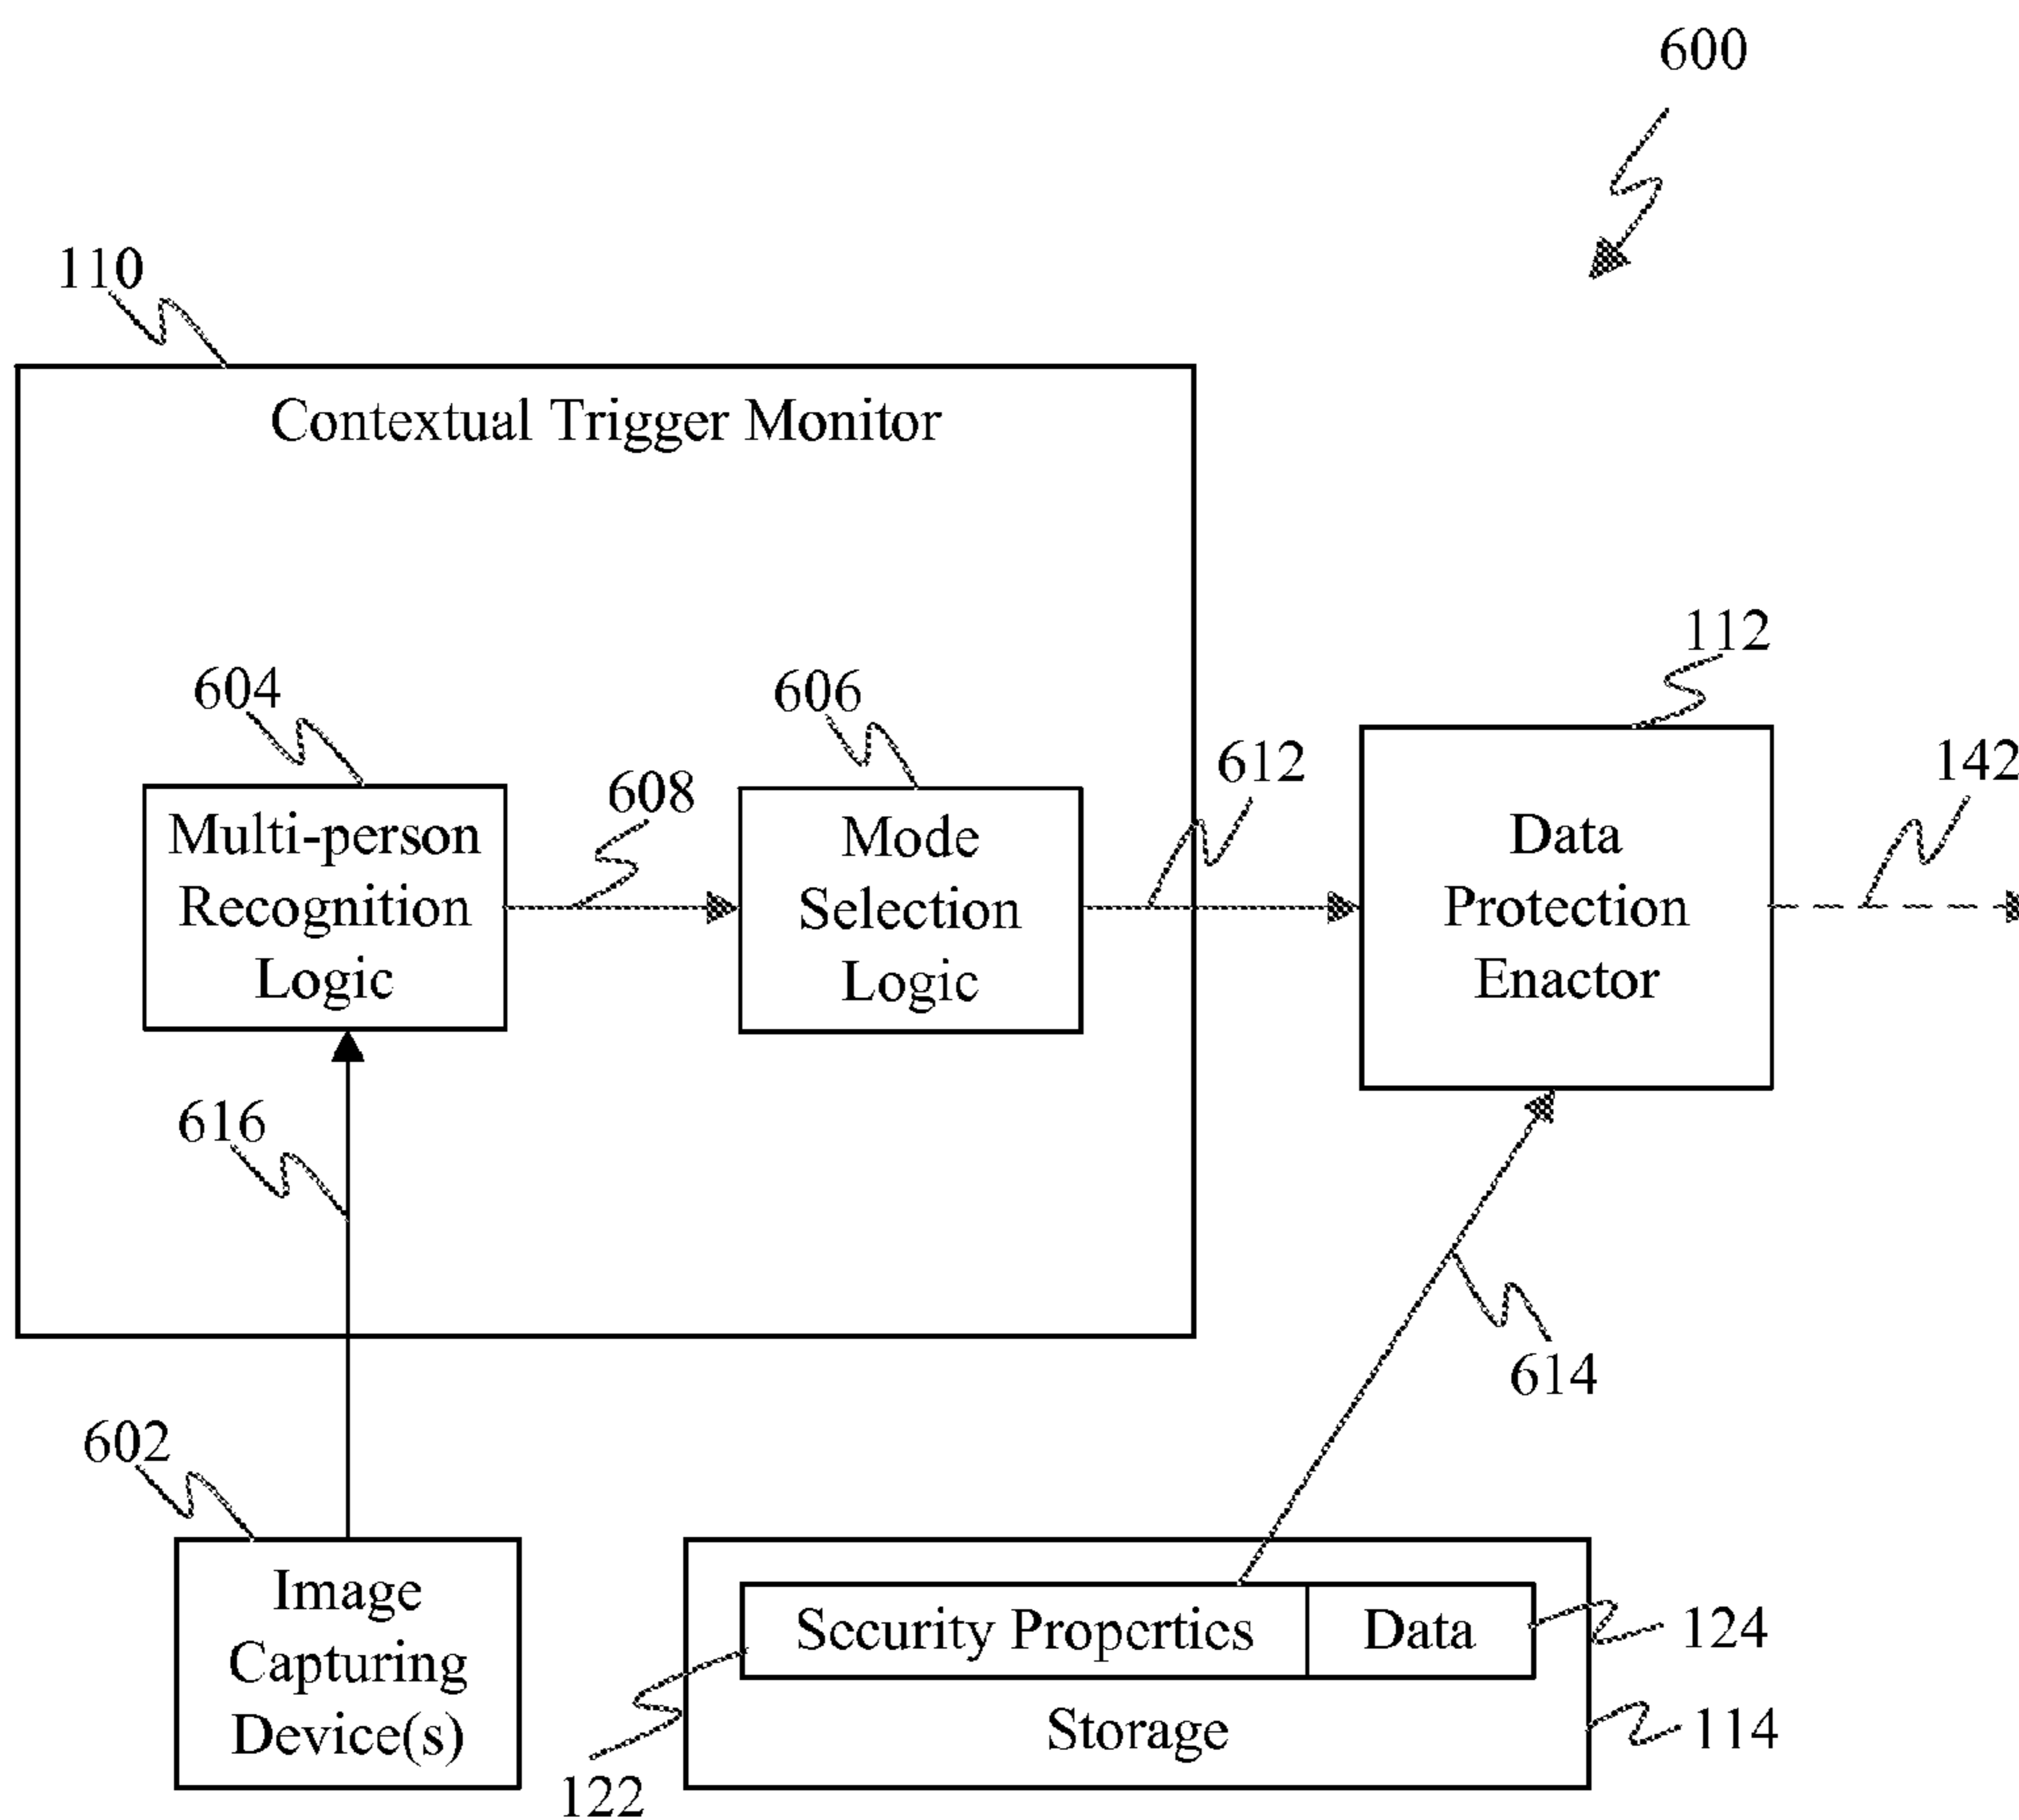 600
110
Contextual Trigger Monitor
112
604
606
612
142
608
Multi-person
Recognition
Logic
Mode
Selection
Logic
Data
Protection
Enactor
616
614
602
Image
Capturing
Device(s)
Security Properties
Data
124
Storage
114
122